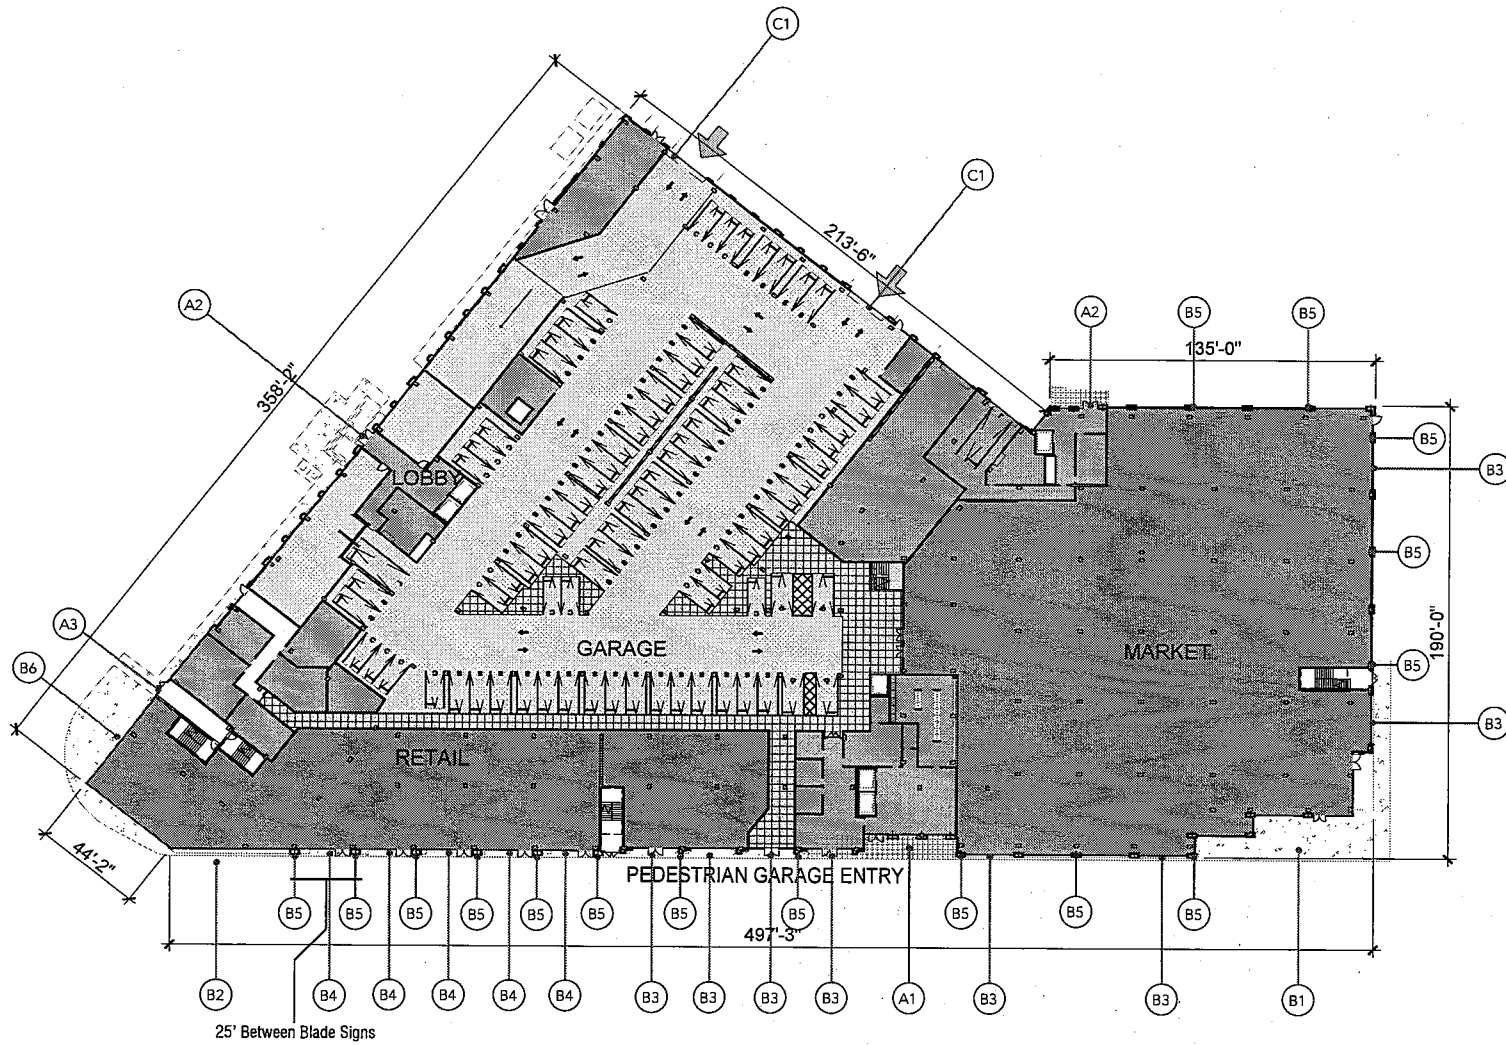 C1
C1
213'-6"
358'-2"
A2
A2
B5
B5
135'-0"
B5
B3
LOBBY
B5
190'-0"
A3
B6
GARAGE
MARKET
B5
B3
RETAIL
44'-2"
PEDESTRIAN GARAGE ENTRY
B5
B5
B5
B5
B5
B5
B5
B5
B5
B5
B5
497'-3"
B2
B4
B4
B4
B4
B4
B3
B3
B3
B3
A1
B3
B3
B1
25' Between Blade Signs